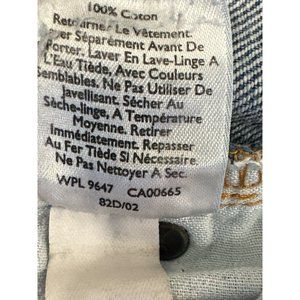 100% Coton
Retourner Le Vêtement.
Laver Séparément Avant De
Porter. Laver En Lave-Linge A
L'Eau Tiède, Avec Couleurs
Semblables. Ne Pas Utiliser De
Javellisant. Sécher Au
Sèche-linge, A Température
Moyenne. Retirer
Immédiatement. Repasser
Au Fer Tiède Si Nécessaire.
Ne Pas Nettoyer A Sec.
WPL 9647 CA00665
82D/02